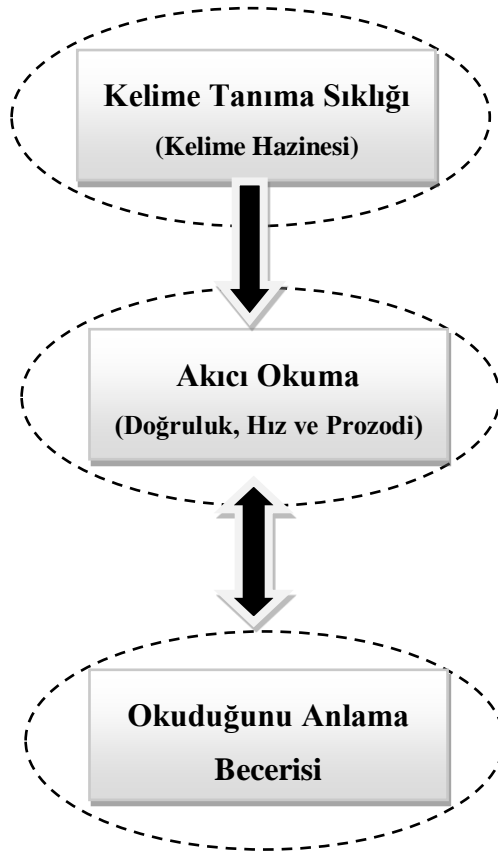 Kelime Tanıma Sıklığı
(Kelime Hazinesi)
Akıcı Okuma
(Doğruluk, Hız ve Prozodi)
Okuduğunu Anlama
Becerisi